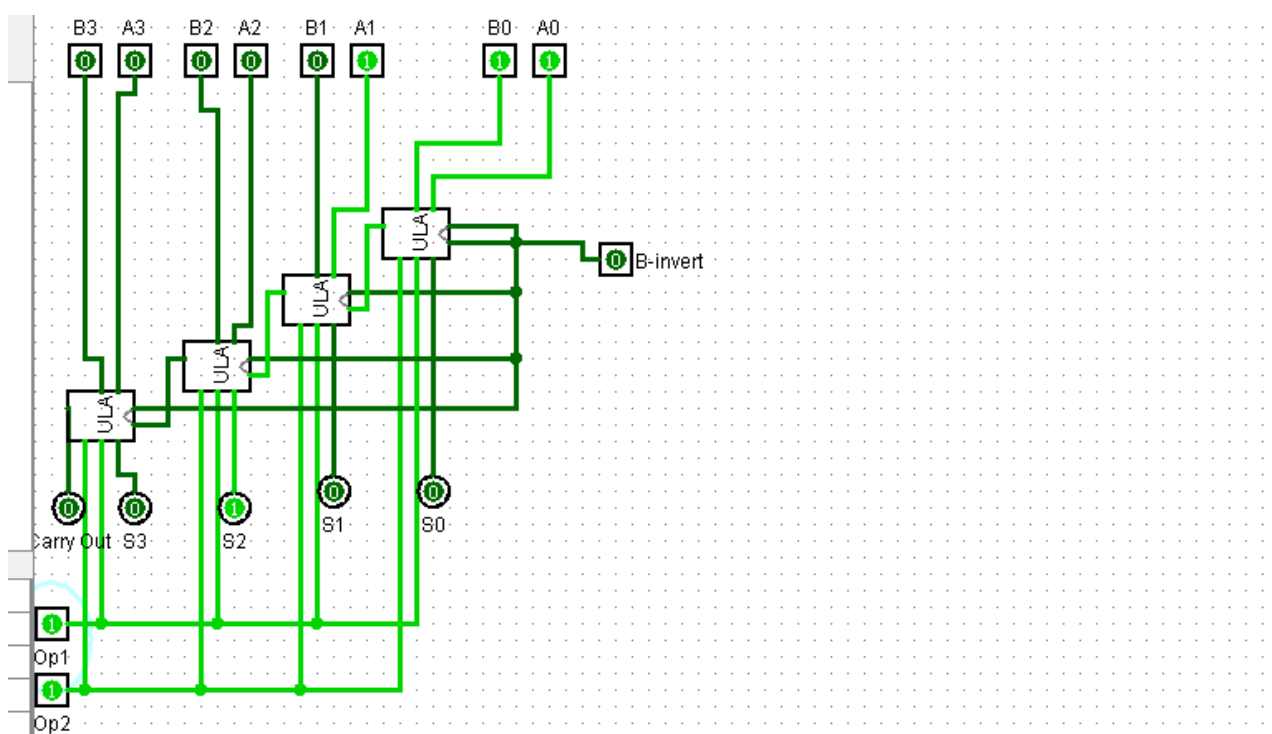 B3 A3 B2 A2 B1 A1 B0 A0
0 0 0 0 0 1 1 1
ULA
0 B-invert
ULA
ULA
ULA
0 0
0 0 1
S1 S0
Carry Out S3 S2
1
Op1
1
Op2